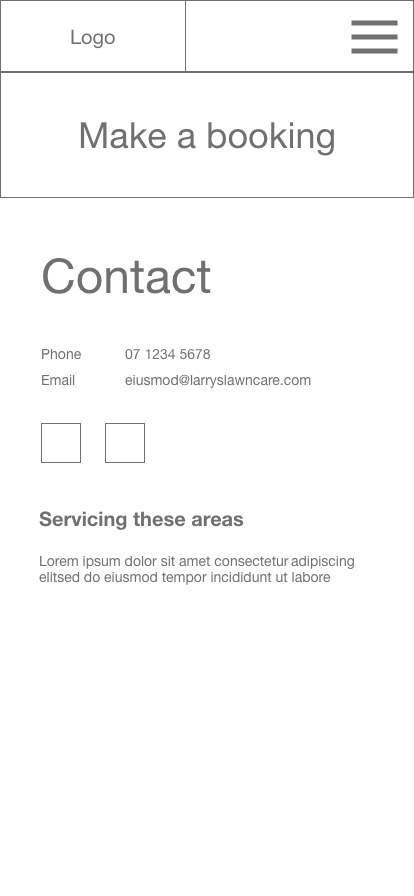 Logo
Make a booking
Contact
Phone 07 1234 5678
Email eiusmod@larryslawncare.com
Servicing these areas
Lorem ipsum dolor sit amet consectetur adipiscing
elitsed do eiusmod tempor incididunt ut labore